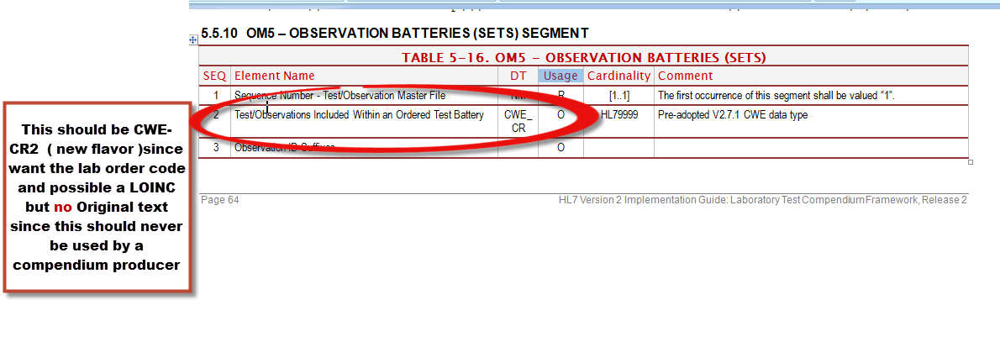 5.5.10 OM5 – OBSERVATION BATTERIES (SETS) SEGMENT
TABLE 5-16. OM5 – OBSERVATION BATTERIES (SETS)
SEQ Element Name DT Usage Cardinality Comment
1 Sequence Number - Test/Observation Master File NM R [1..1] The first occurrence of this segment shall be valued "1".
2 Test/Observations Included Within an Ordered Test Battery CWE_ O HL79999 Pre-adopted V2.7.1 CWE data type
CR
3 Observation ID Suffixes O
Page 64 HL7 Version 2 Implementation Guide: Laboratory Test Compendium Framework, Release 2
This should be CWE-
CR2 ( new flavor )since
want the lab order code
and possible a LOINC
but no Original text
since this should never
be used by a
compendium producer